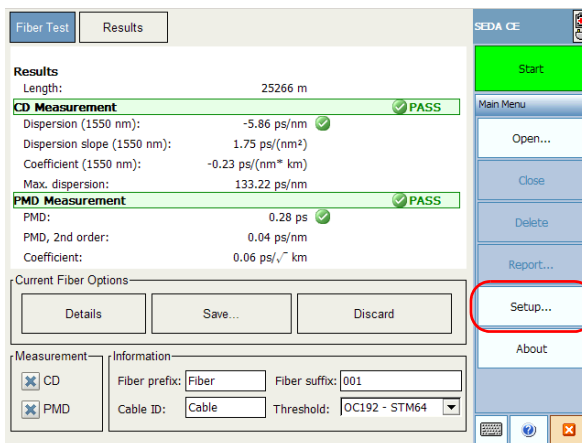 Fiber Test Results SEDA CE
Start
Results
Length: 25266 m
Main Menu
CD Measurement PASS
Dispersion (1550 nm): -5.86 ps/nm
Open...
Dispersion slope (1550 nm): 1.75 ps/(nm²)
Coefficient (1550 nm): -0.23 ps/(nm* km)
Close
Max. dispersion: 133.22 ps/nm
PMD Measurement PASS
PMD: 0.28 ps
Delete
PMD, 2nd order: 0.04 ps/nm
Coefficient: 0.06 ps/√ km
Report...
Current Fiber Options
Details Save... Discard
Setup...
About
Measurement Information
CD Fiber prefix: Fiber Fiber suffix: 001
PMD Cable ID: Cable Threshold: OC192 - STM64